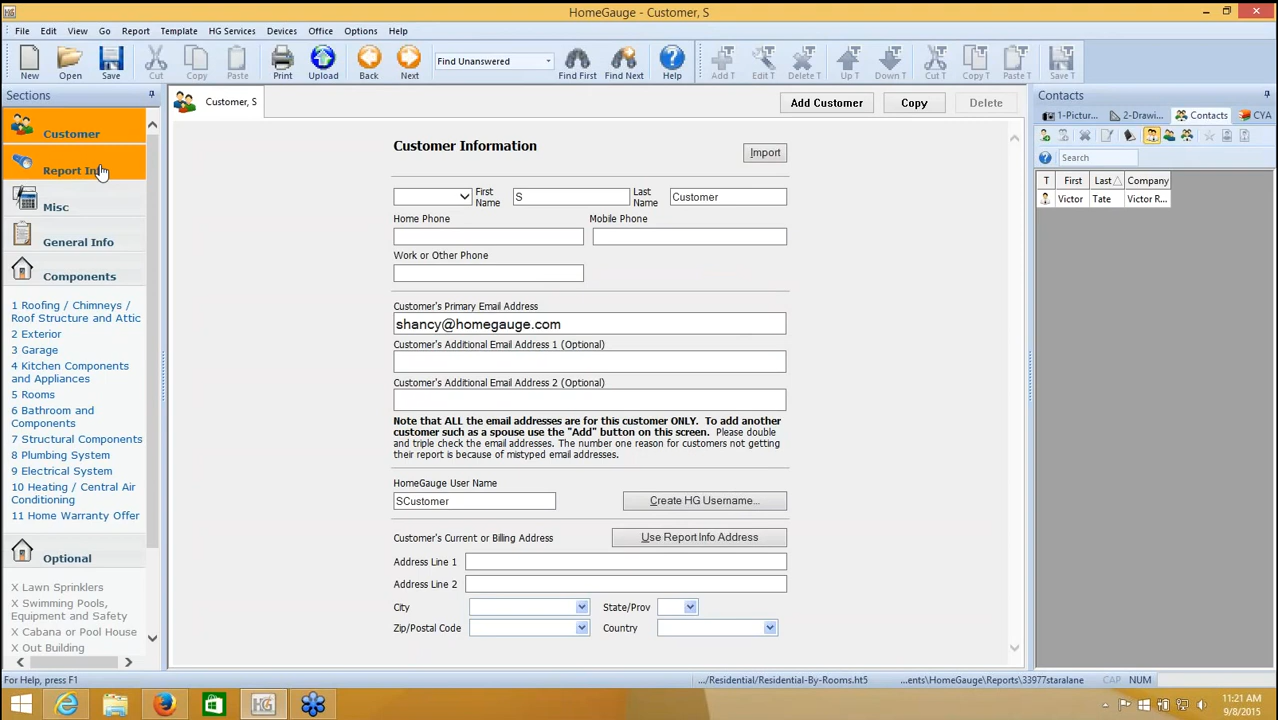 HG HomeGauge - Customer, S
File Edit View Go Report Template HG Services Devices Office Options Help
New Open Save Cut Copy Paste Print Upload Back Next Find Unanswered Find First Find Next Help Add T Edit T Delete T Up T Down T Cut T Copy T Paste T Save T
Sections
Customer
Report In
Misc
General Info
Components
1 Roofing / Chimneys /
Roof Structure and Attic
2 Exterior
3 Garage
4 Kitchen Components
and Appliances
5 Rooms
6 Bathroom and
Components
7 Structural Components
8 Plumbing System
9 Electrical System
10 Heating / Central Air
Conditioning
11 Home Warranty Offer
Optional
X Lawn Sprinklers
X Swimming Pools,
Equipment and Safety
X Cabana or Pool House
X Out Building
Customer, S
Add Customer Copy Delete
Customer Information
Import
First
Name
S
Last
Name
Customer
Home Phone Mobile Phone
Work or Other Phone
Customer's Primary Email Address
shancy@homegauge.com
Customer's Additional Email Address 1 (Optional)
Customer's Additional Email Address 2 (Optional)
Note that ALL the email addresses are for this customer ONLY. To add another
customer such as a spouse use the "Add" button on this screen. Please double
and triple check the email addresses. The number one reason for customers not getting
their report is because of mistyped email addresses.
HomeGauge User Name
SCustomer
Create HG Username...
Customer's Current or Billing Address
Use Report Info Address
Address Line 1
Address Line 2
City State/Prov
Zip/Postal Code Country
Contacts
1-Pictur... 2-Drawi... Contacts CYA
Search
T First Last Company
Victor Tate Victor R...
For Help, press F1
.../Residential/Residential-By-Rooms.ht5
...ents\HomeGauge\Reports\33977staralane
CAP NUM
HG
11:21 AM
9/8/2015